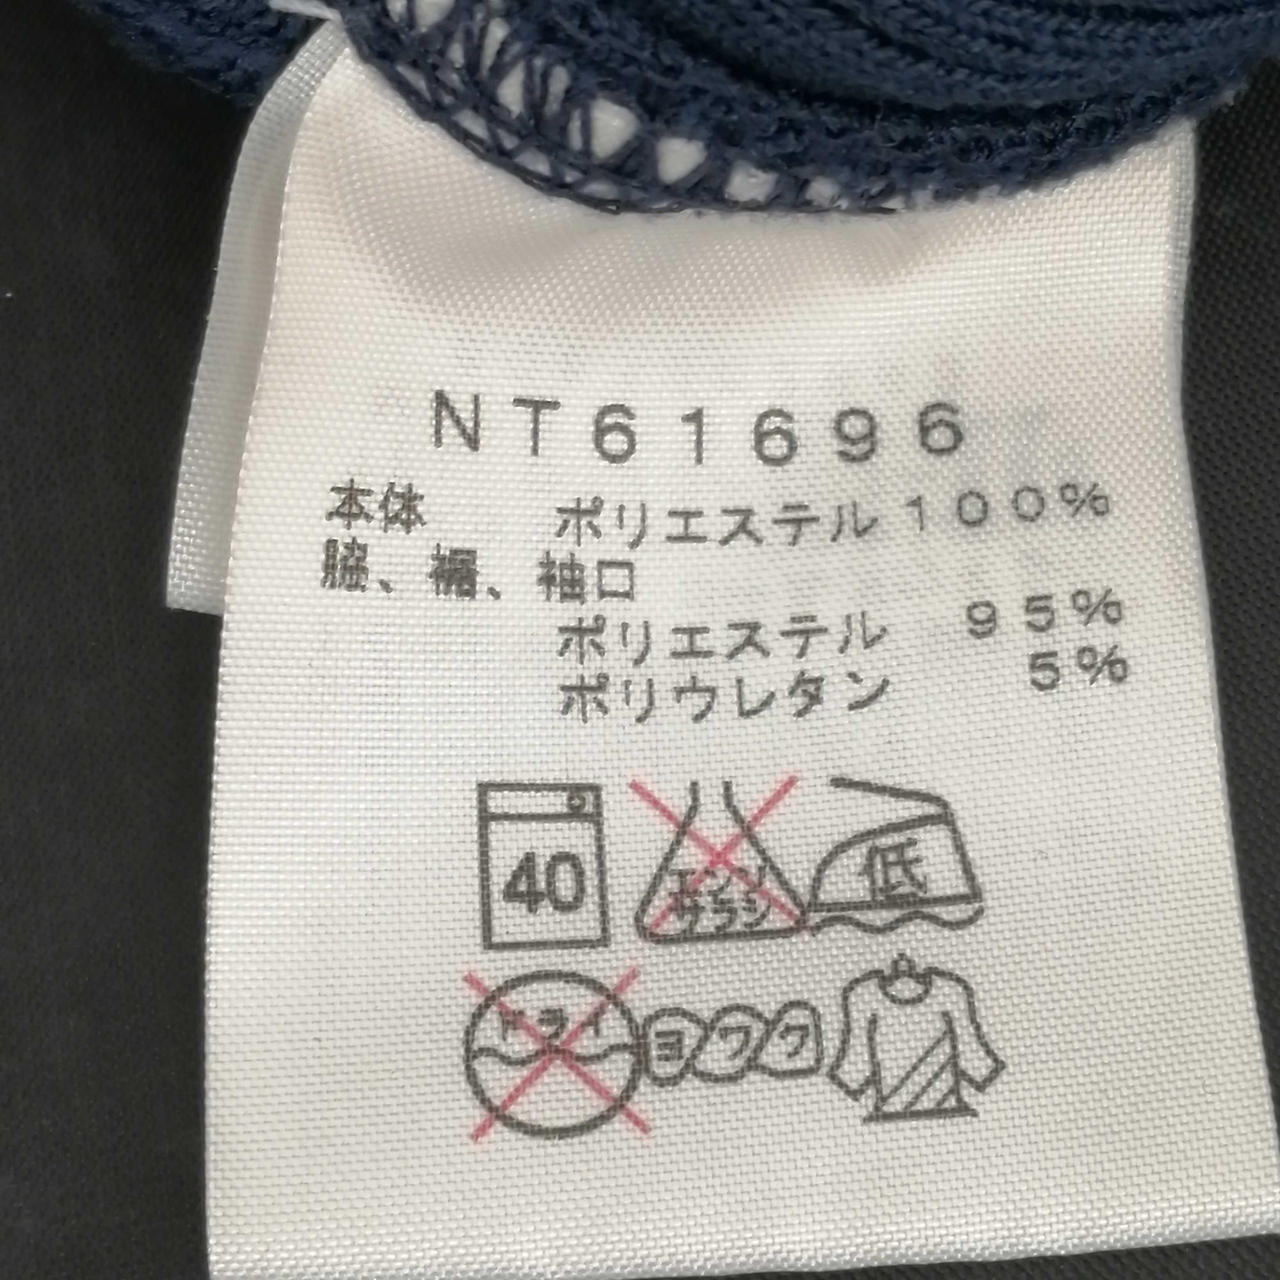 NT61696
本体 ポリエステル100%
脇、裾、袖口
ポリエステル 95%
ポリウレタン 5%
40 エンソ サラシ 低
ドライ ヨワク